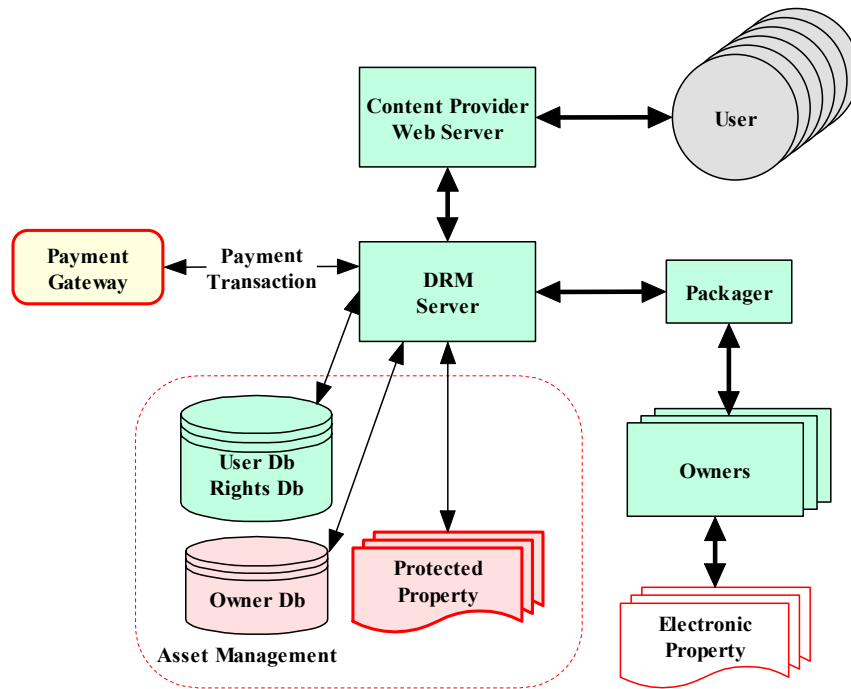 Content Provider
Web Server
User
Payment
Gateway
Payment
Transaction
DRM
Server
Packager
User Db
Rights Db
Owners
Owner Db
Protected
Property
Electronic
Property
Asset Management